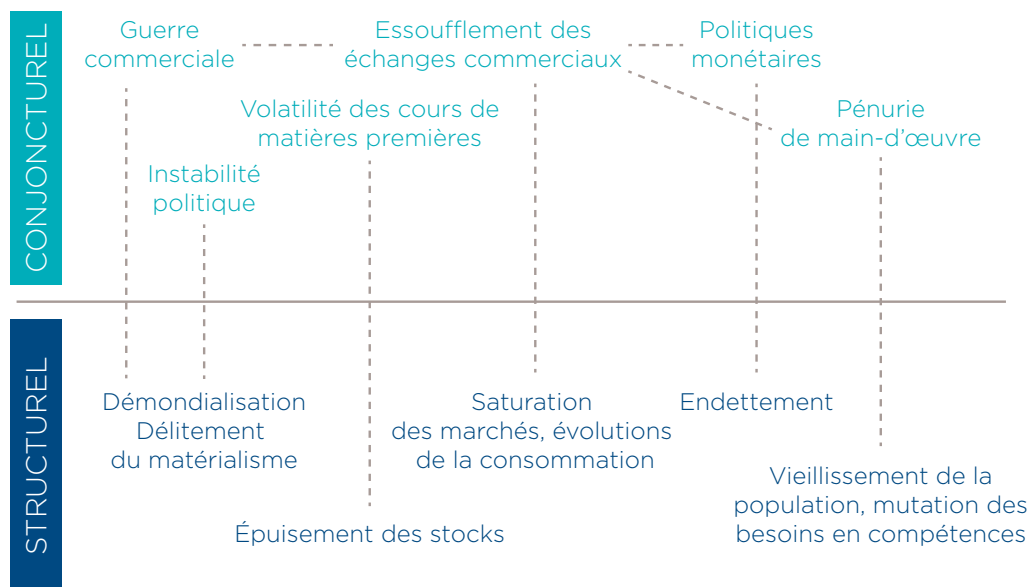 CONJONCTUREL
Guerre
commerciale
Essoufflement des
échanges commerciaux
Politiques
monétaires
Volatilité des cours de
matières premières
Pénurie
de main-d'œuvre
Instabilité
politique
STRUCTUREL
Démondialisation
Délitement
du matérialisme
Saturation
des marchés, évolutions
de la consommation
Endettement
Vieillissement de la
population, mutation des
besoins en compétences
Épuisement des stocks